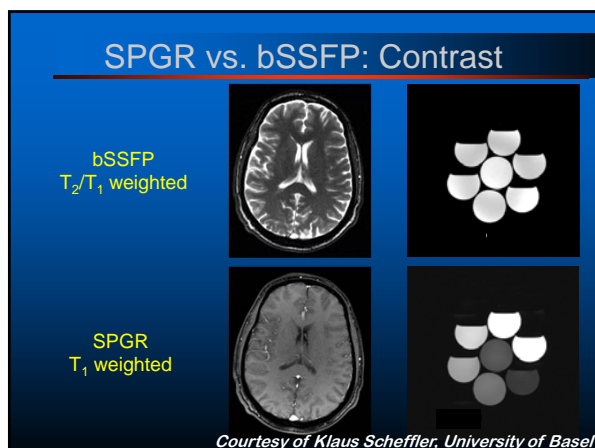 SPGR vs. bSSFP: Contrast
bSSFP
T₂/T₁ weighted
SPGR
T₁ weighted
Courtesy of Klaus Scheffler, University of Basel